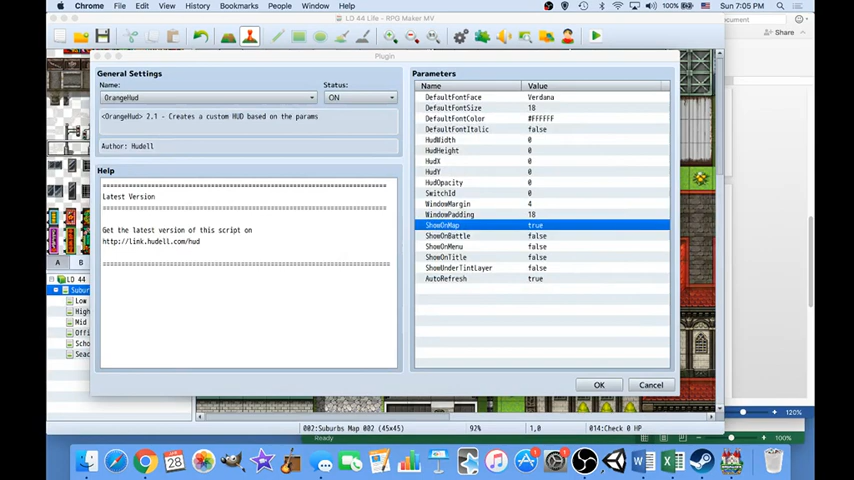 Chrome File Edit View History Bookmarks People Window Help
100% Sun 7:05 PM
LD 44 Life - RPG Maker MV
Share
Plugin
General Settings
Name:
Status:
OrangeHud
ON
<OrangeHud> 2.1 - Creates a custom HUD based on the params
Author: Hudell
Help
Latest Version
Get the latest version of this script on
http://link.hudell.com/hud
Parameters
Name Value
DefaultFontFace Verdana
DefaultFontSize 18
DefaultFontColor #FFFFFF
DefaultFontItalic false
HudWidth 0
HudHeight 0
HudX 0
HudY 0
HudOpacity 0
SwitchId 0
WindowMargin 4
WindowPadding 18
ShowOnMap true
ShowOnBattle false
ShowOnMenu false
ShowOnTitle false
ShowUnderTintLayer false
AutoRefresh true
OK
Cancel
A B
LD 44
Subur
Low
High
Mid
Offi
Scho
Seac
002:Suburbs Map 002 (45x45)
92%
1,0
014:Check 0 HP
120%
Ready
100%